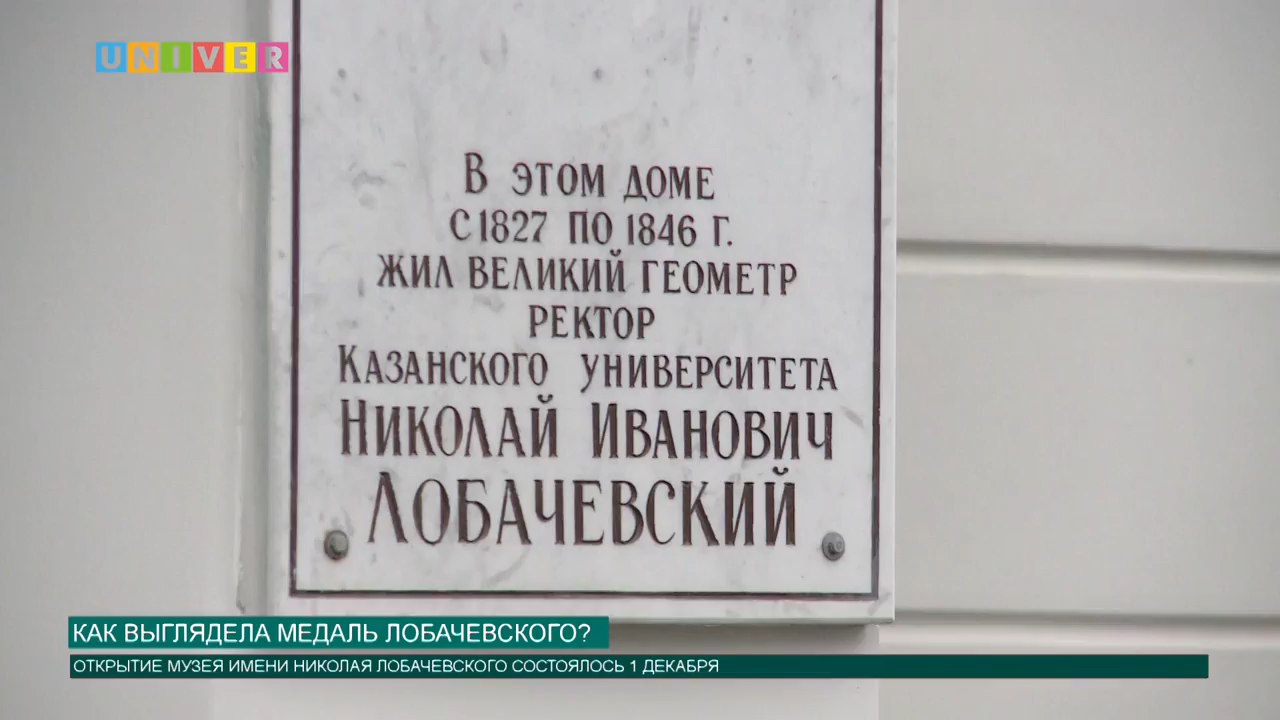 UNIVER
В ЭТОМ ДОМЕ
С 1827 ПО 1846 Г.
ЖИЛ ВЕЛИКИЙ ГЕОМЕТР
РЕКТОР
КАЗАНСКОГО УНИВЕРСИТЕТА
НИКОЛАЙ ИВАНОВИЧ
ЛОБАЧЕВСКИЙ
КАК ВЫГЛЯДЕЛА МЕДАЛЬ ЛОБАЧЕВСКОГО?
ОТКРЫТИЕ МУЗЕЯ ИМЕНИ НИКОЛАЯ ЛОБАЧЕВСКОГО СОСТОЯЛОСЬ 1 ДЕКАБРЯ